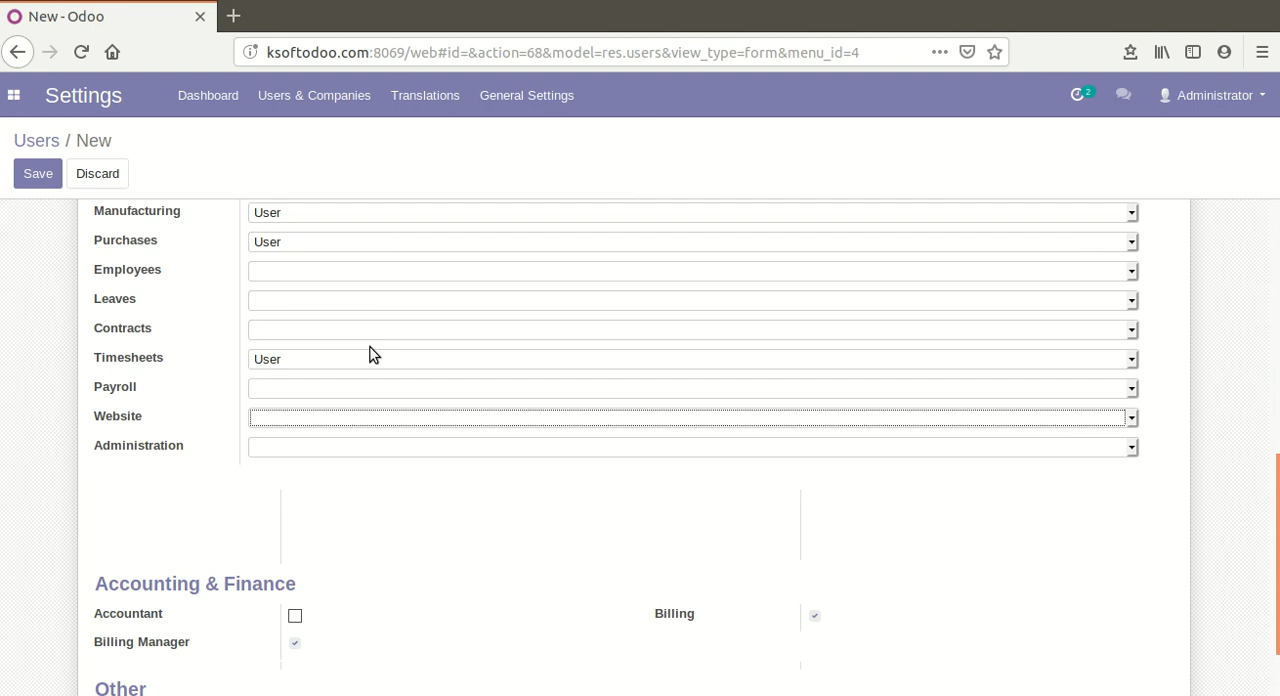 New - Odoo
ksoftodoo.com:8069/web#id=&action=68&model=res.users&view_type=form&menu_id=4
Settings Dashboard Users & Companies Translations General Settings 2 Administrator
Users / New
Save Discard
Manufacturing User
Purchases User
Employees
Leaves
Contracts
Timesheets User
Payroll
Website
Administration
Accounting & Finance
Accountant Billing
Billing Manager
Other